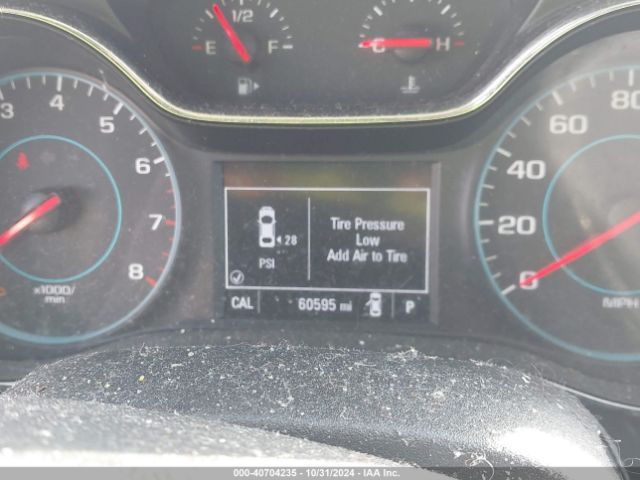 1/2
E F
C H
3 4 5 6 7 8
x1000/
min
28
PSI
Tire Pressure
Low
Add Air to Tire
CAL 60595 mi P
0 20 40 60 80
MPH
000-40704235 - 10/31/2024 - IAA Inc.